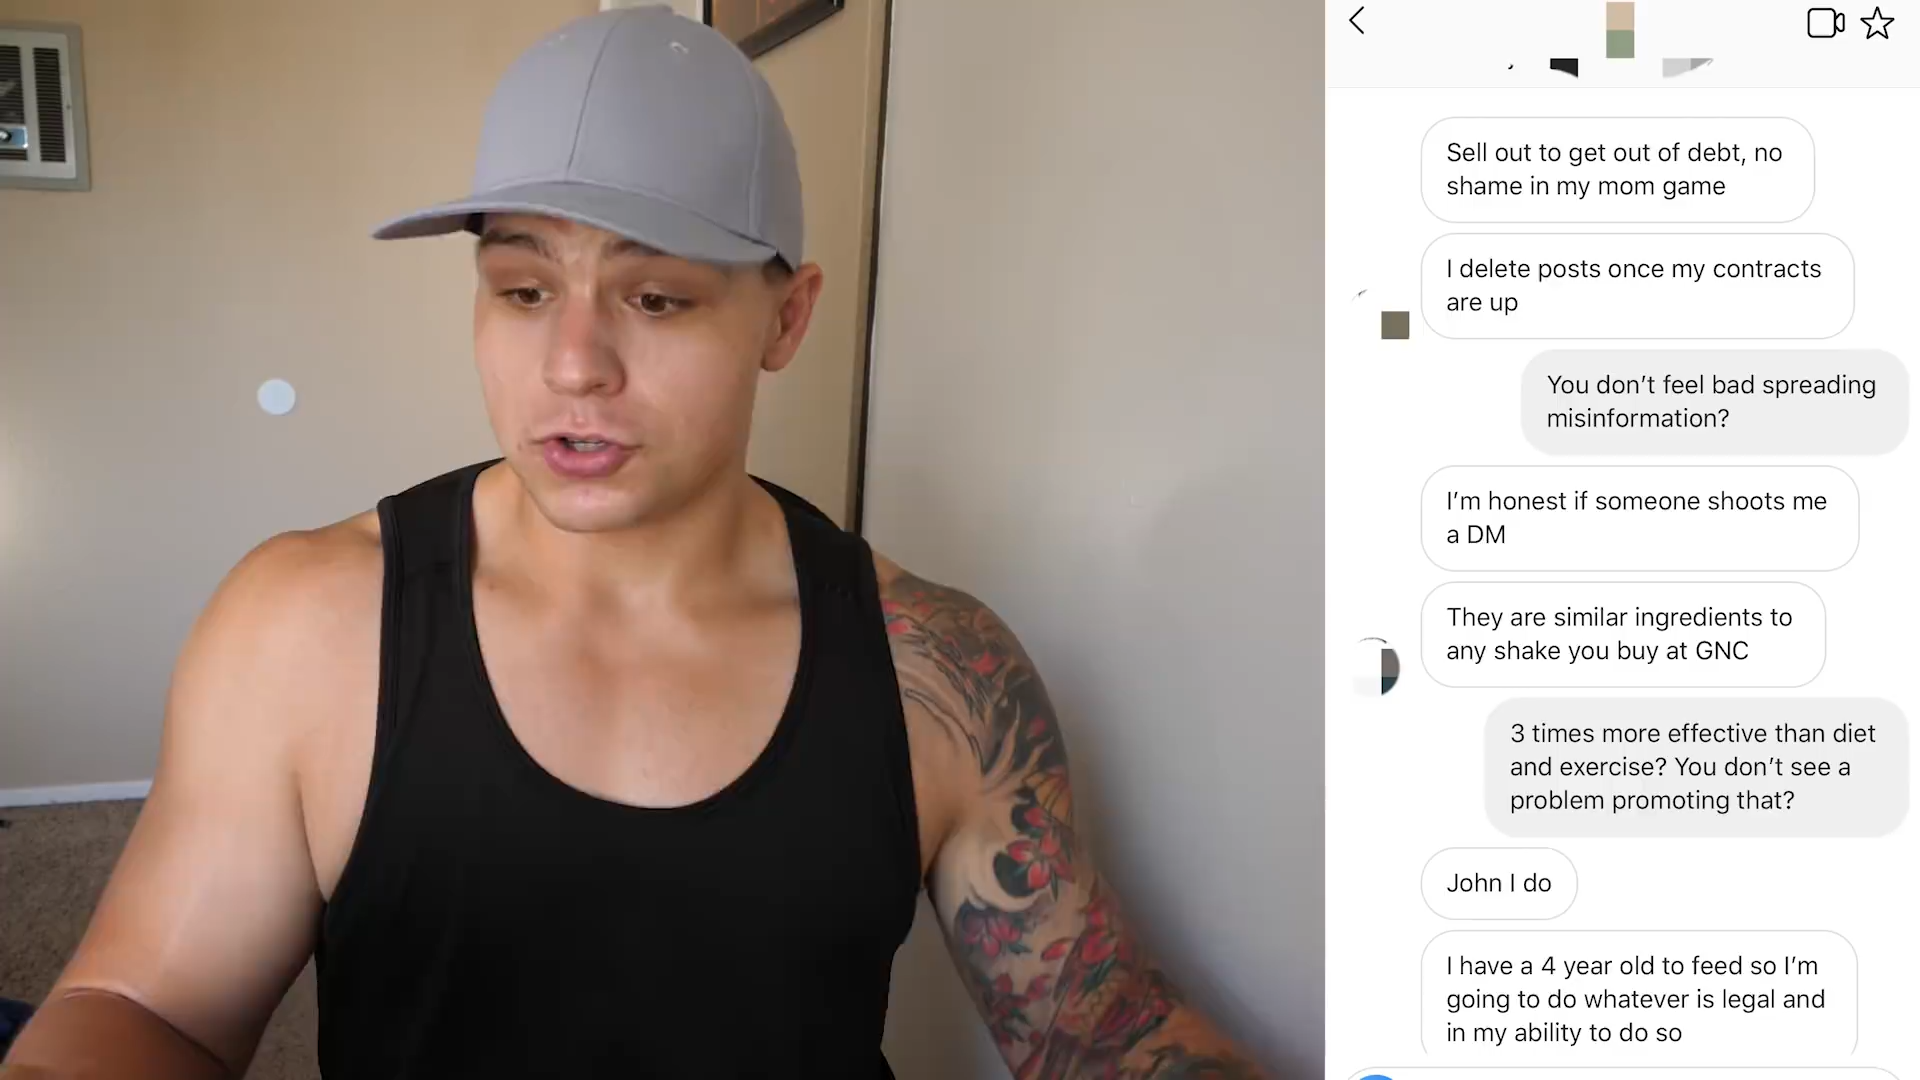 Sell out to get out of debt, no
shame in my mom game
I delete posts once my contracts
are up
You don’t feel bad spreading
misinformation?
I’m honest if someone shoots me
a DM
They are similar ingredients to
any shake you buy at GNC
3 times more effective than diet
and exercise? You don’t see a
problem promoting that?
John I do
I have a 4 year old to feed so I’m
going to do whatever is legal and
in my ability to do so